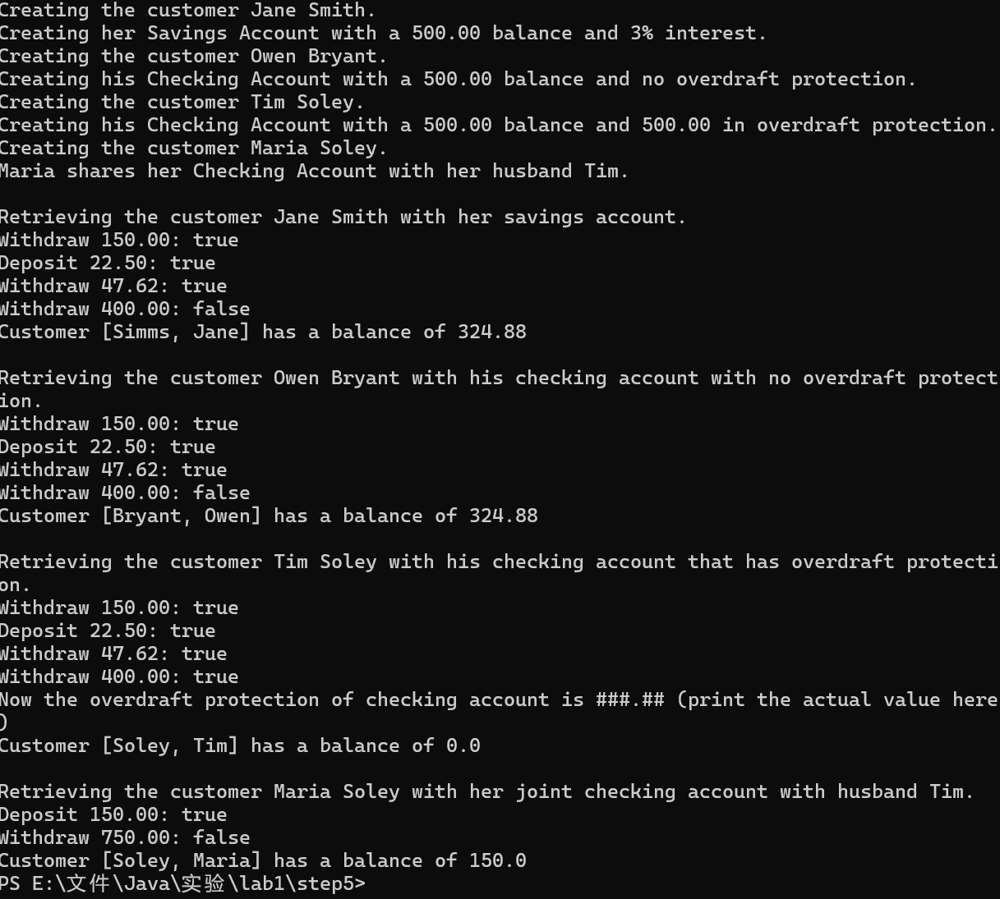 Creating the customer Jane Smith.
Creating her Savings Account with a 500.00 balance and 3% interest.
Creating the customer Owen Bryant.
Creating his Checking Account with a 500.00 balance and no overdraft protection.
Creating the customer Tim Soley.
Creating his Checking Account with a 500.00 balance and 500.00 in overdraft protection.
Creating the customer Maria Soley.
Maria shares her Checking Account with her husband Tim.

Retrieving the customer Jane Smith with her savings account.
Withdraw 150.00: true
Deposit 22.50: true
Withdraw 47.62: true
Withdraw 400.00: false
Customer [Simms, Jane] has a balance of 324.88

Retrieving the customer Owen Bryant with his checking account with no overdraft protect
ion.
Withdraw 150.00: true
Deposit 22.50: true
Withdraw 47.62: true
Withdraw 400.00: false
Customer [Bryant, Owen] has a balance of 324.88

Retrieving the customer Tim Soley with his checking account that has overdraft protecti
on.
Withdraw 150.00: true
Deposit 22.50: true
Withdraw 47.62: true
Withdraw 400.00: true
Now the overdraft protection of checking account is ###.## (print the actual value here
)
Customer [Soley, Tim] has a balance of 0.0

Retrieving the customer Maria Soley with her joint checking account with husband Tim.
Deposit 150.00: true
Withdraw 750.00: false
Customer [Soley, Maria] has a balance of 150.0
PS E:\文件\Java\实验\lab1\step5>